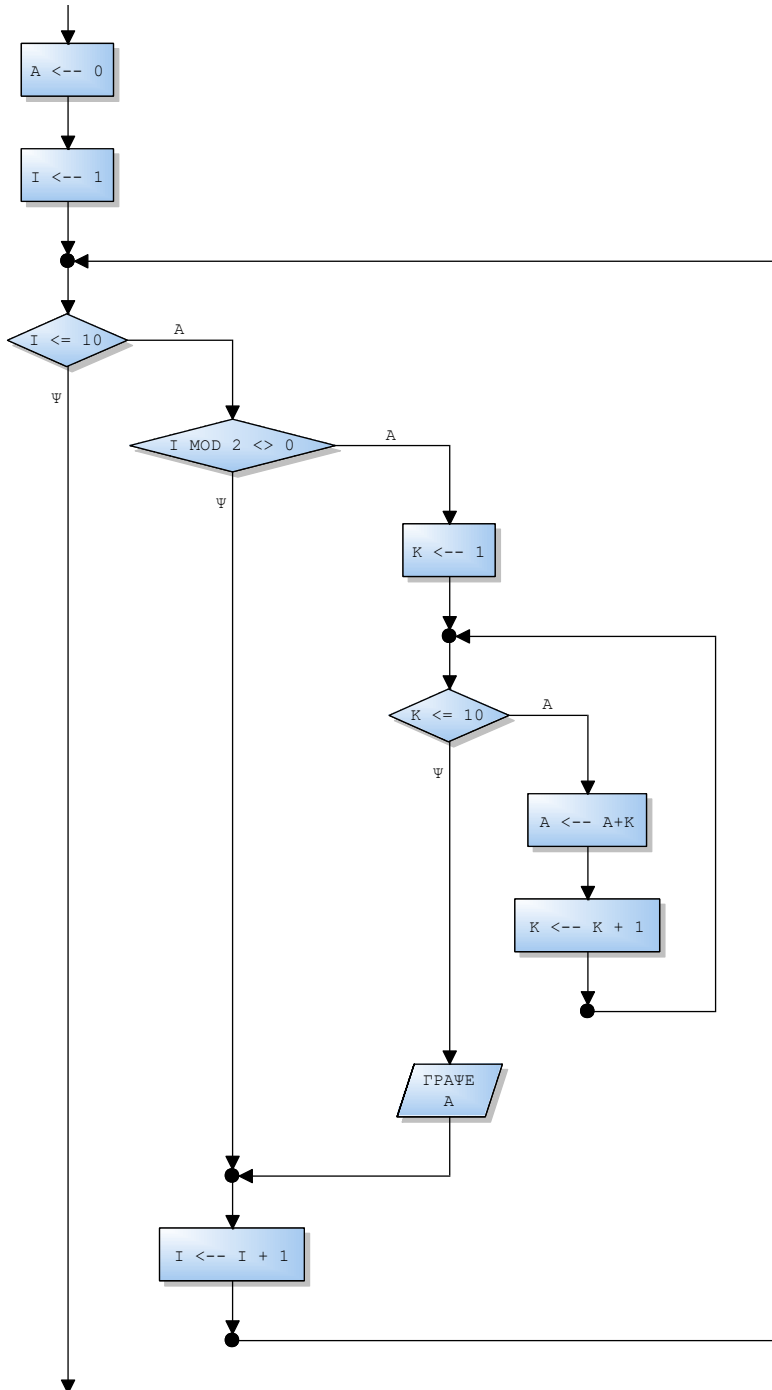 A <-- 0
I <-- 1
I <= 10
Α
Ψ
I MOD 2 <> 0
Α
Ψ
K <-- 1
K <= 10
Α
Ψ
A <-- A+K
K <-- K + 1
ΓΡΑΨΕ
A
I <-- I + 1